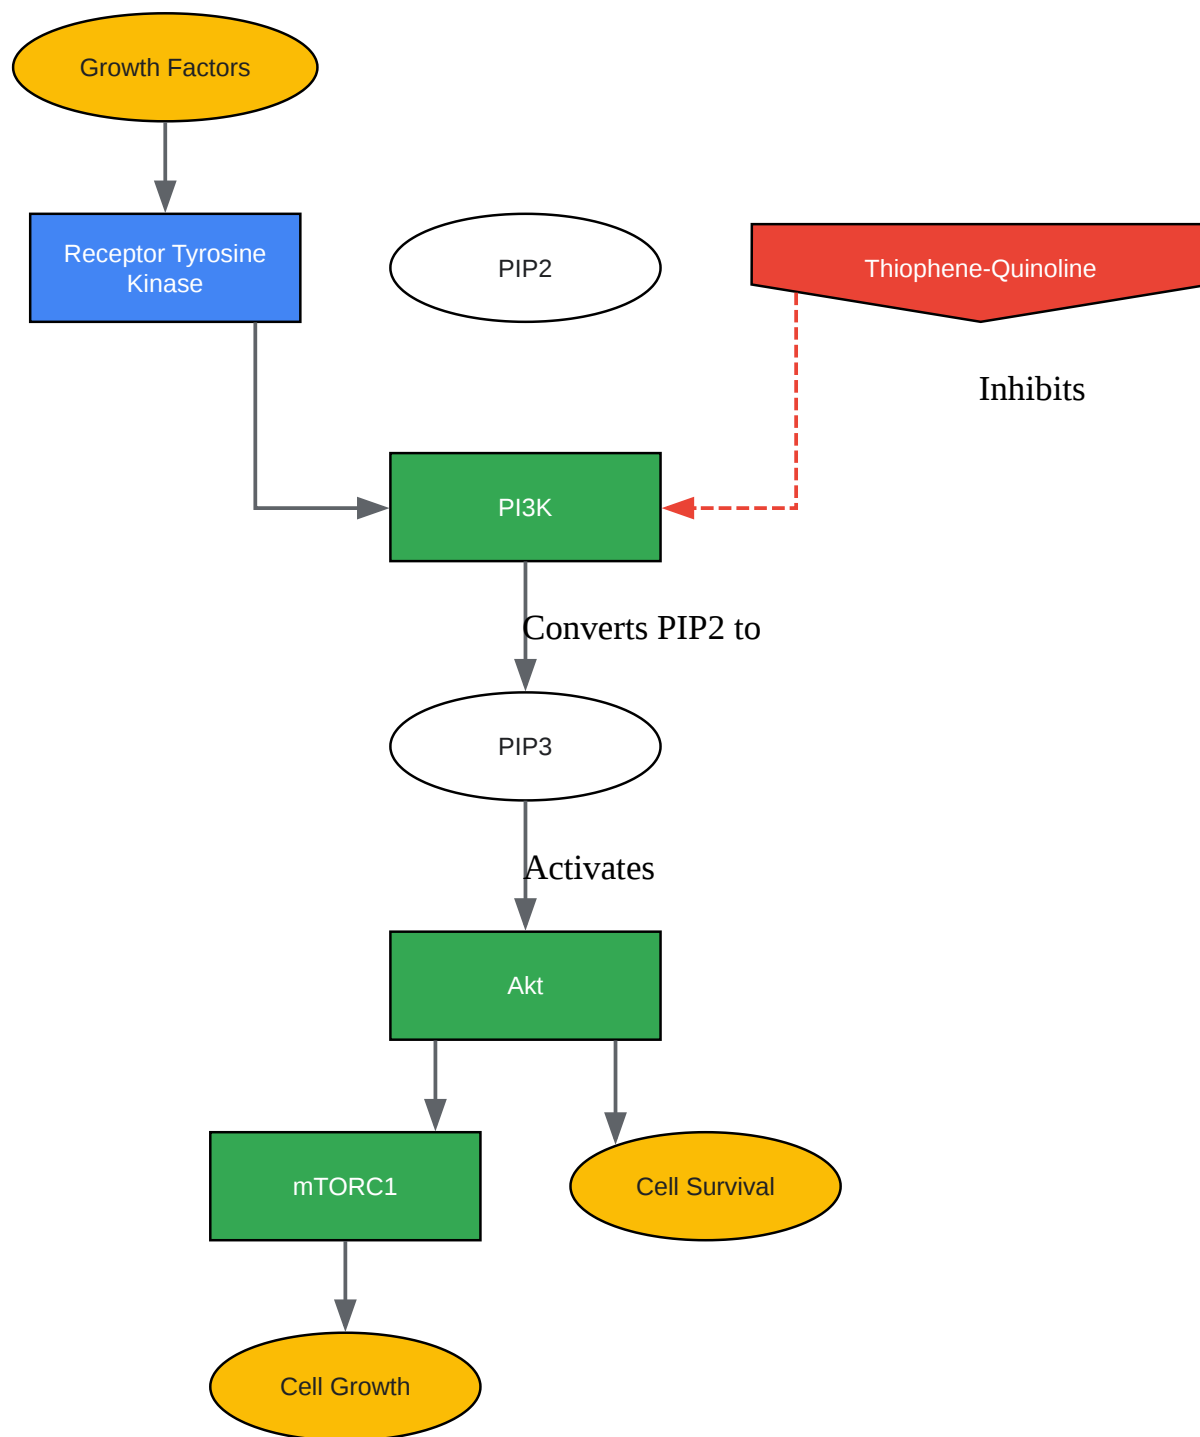 Growth Factors
Receptor Tyrosine
Kinase
PIP2
Thiophene-Quinoline
Inhibits
PI3K
Converts PIP2 to
PIP3
Activates
Akt
mTORC1
Cell Survival
Cell Growth